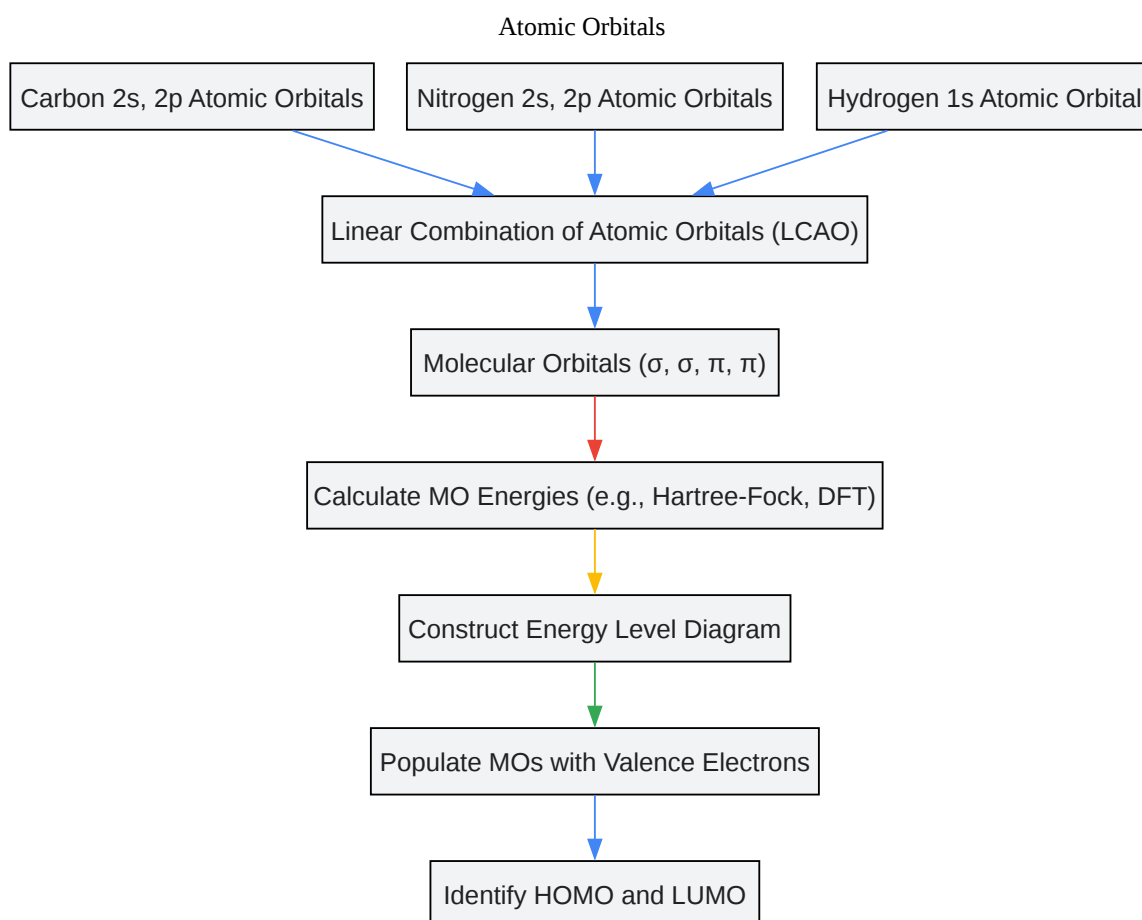 Atomic Orbitals
Carbon 2s, 2p Atomic Orbitals
Nitrogen 2s, 2p Atomic Orbitals
Hydrogen 1s Atomic Orbital
Linear Combination of Atomic Orbitals (LCAO)
Molecular Orbitals (σ, σ, π, π)
Calculate MO Energies (e.g., Hartree-Fock, DFT)
Construct Energy Level Diagram
Populate MOs with Valence Electrons
Identify HOMO and LUMO